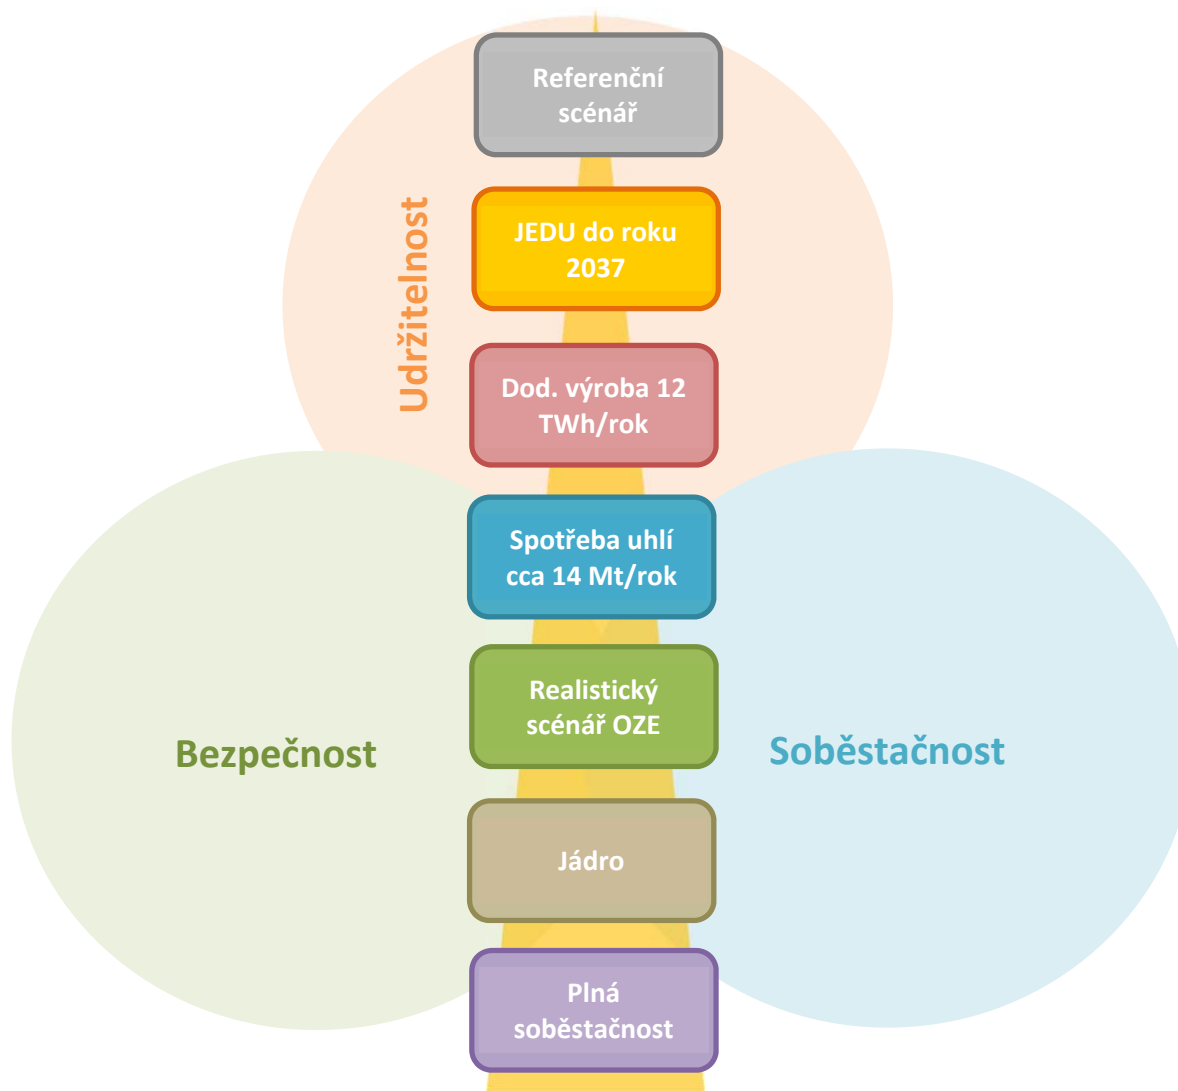 Referenční
scénář
JEDU do roku
2037
Udržitelnost
Dod. výroba 12
TWh/rok
Spotřeba uhlí
cca 14 Mt/rok
Realistický
scénář OZE
Bezpečnost
Soběstačnost
Jádro
Plná
soběstačnost